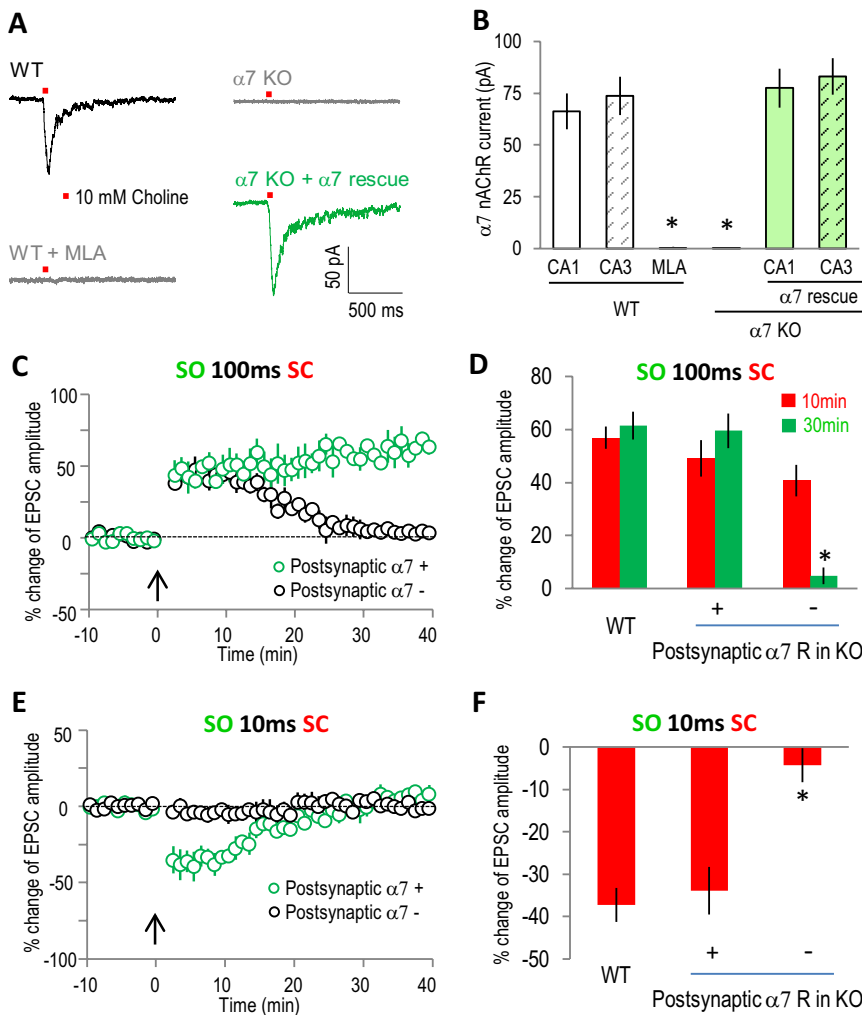 A
WT
α7 KO
10 mM Choline
α7 KO + α7 rescue
WT + MLA
50 pA
500 ms
B
α7 nAChR current (pA)
100
75
50
25
0
*
*
CA1 CA3 MLA CA1 CA3
WT
α7 rescue
α7 KO
C
SO 100ms SC
% change of EPSC amplitude
100
50
0
-50
Postsynaptic α7 +
Postsynaptic α7 -
-10 0 10 20 30 40
Time (min)
D
SO 100ms SC
% change of EPSC amplitude
80
60
40
20
0
10min
30min
*
WT
+ -
Postsynaptic α7 R in KO
E
SO 10ms SC
% change of EPSC amplitude
50
0
-50
-100
Postsynaptic α7 +
Postsynaptic α7 -
-10 0 10 20 30 40
Time (min)
F
SO 10ms SC
% change of EPSC amplitude
0
-10
-20
-30
-40
-50
*
WT
+ -
Postsynaptic α7 R in KO